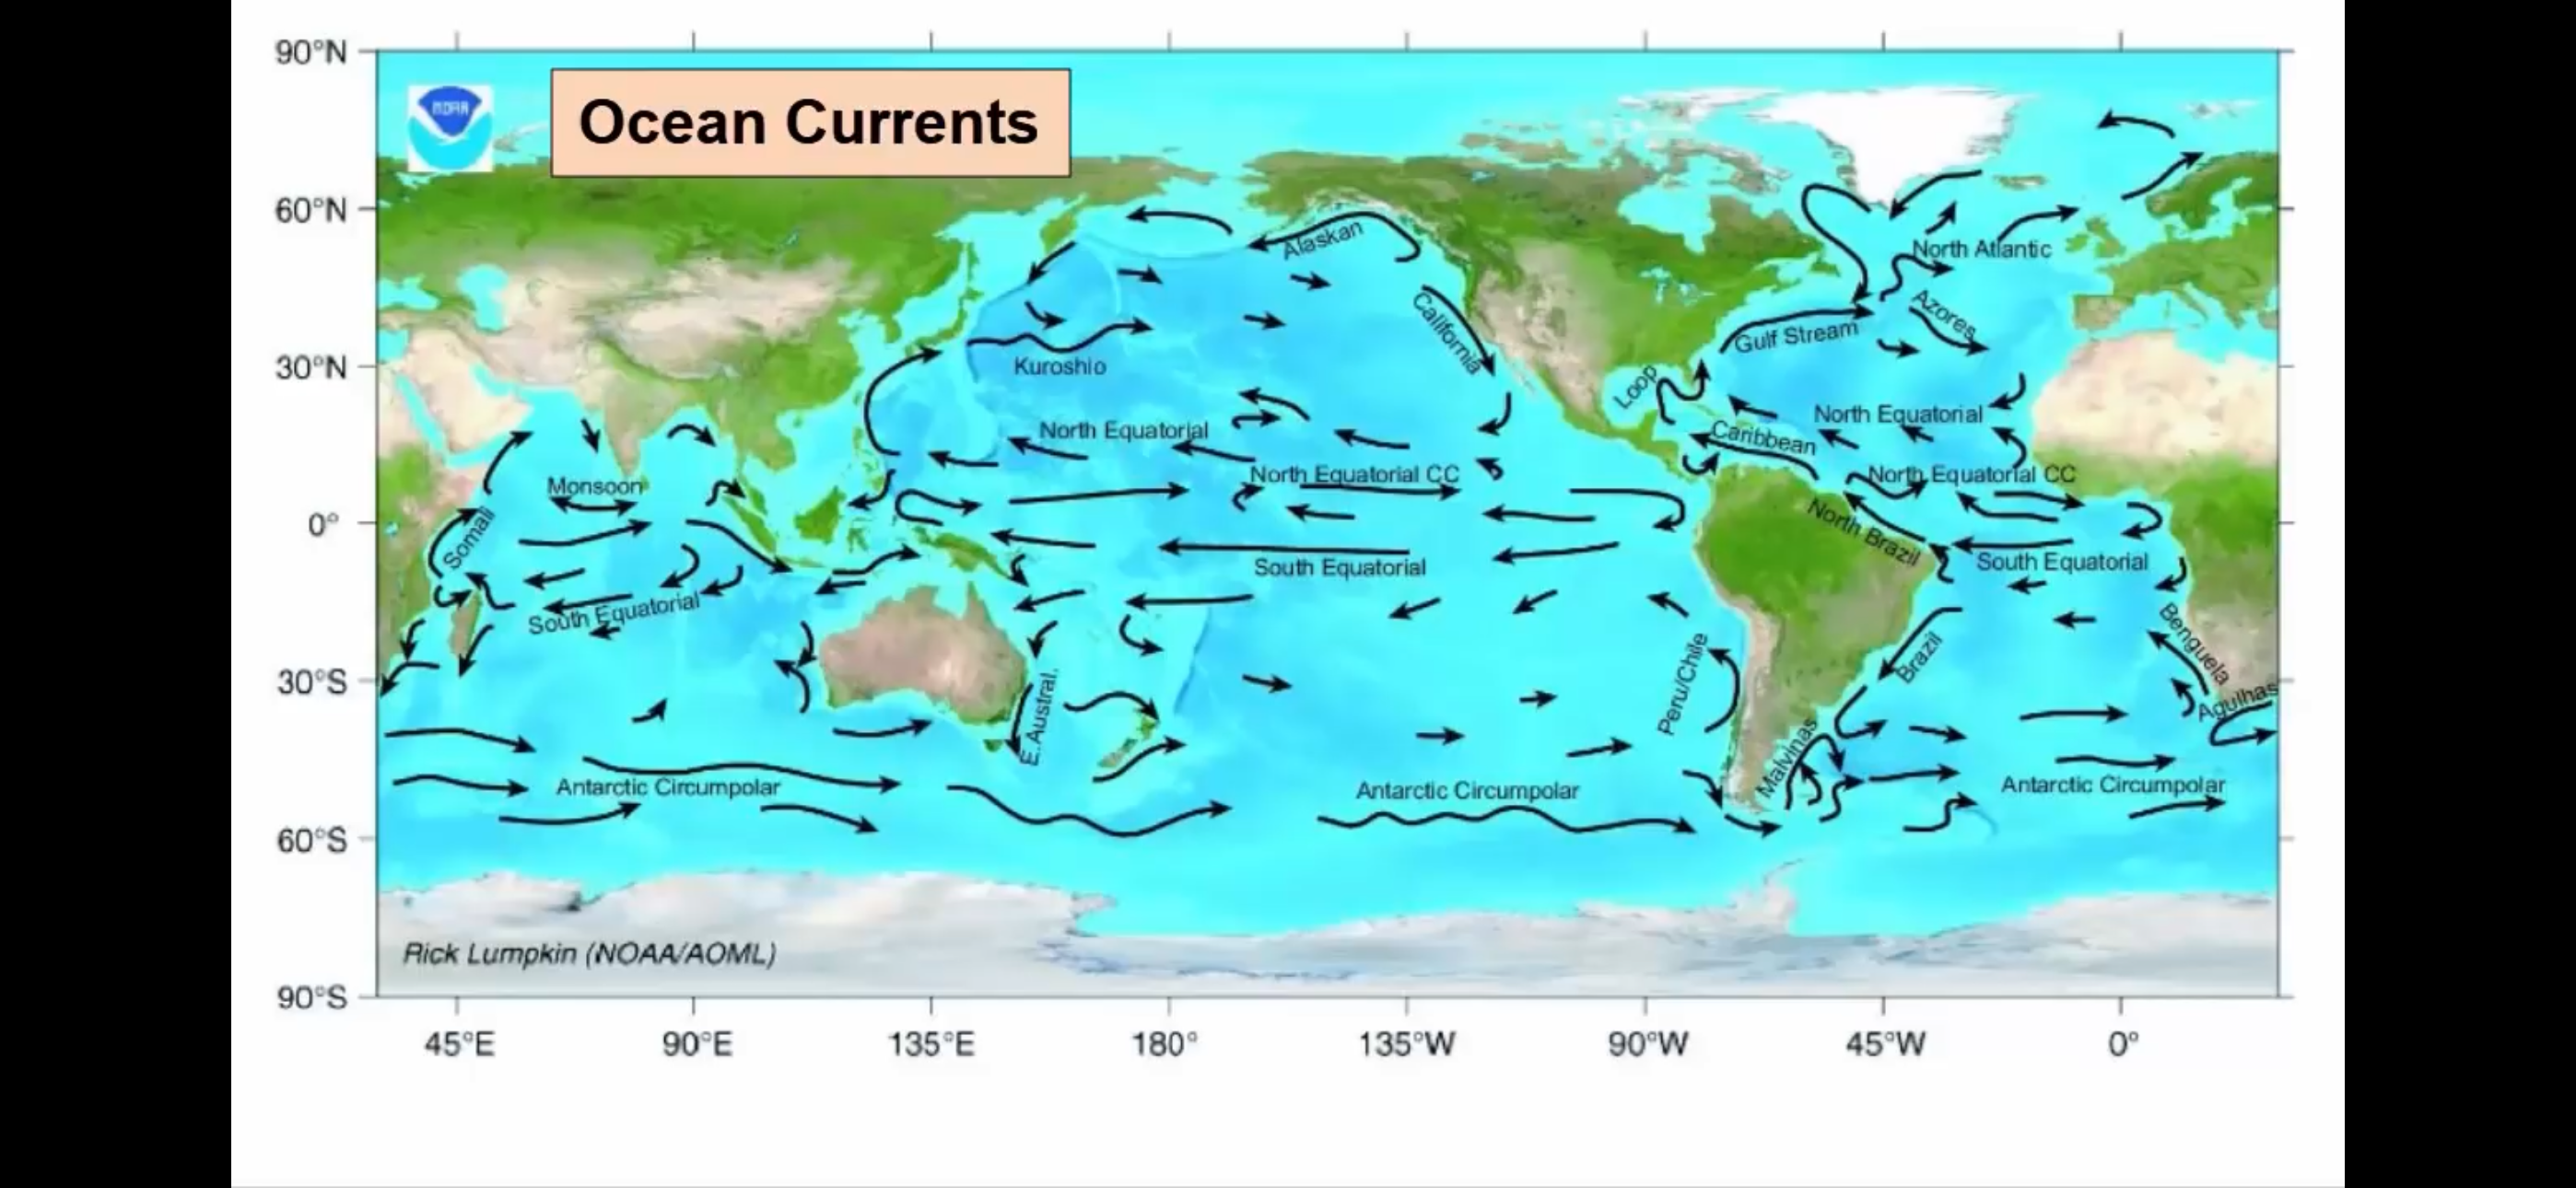 90°N
NOAA
Ocean Currents
60°N
Alaskan
North Atlantic
California
Azores
Gulf Stream
30°N
Kuroshio
Loop
North Equatorial
North Equatorial
Caribbean
North Equatorial CC
North Equatorial CC
Monsoon
0°
Somali
North Brazil
South Equatorial
South Equatorial
South Equatorial
Benguela
Brazil
30°S
Peru/Chile
E.Austral.
Agulhas
Malvinas
Antarctic Circumpolar
Antarctic Circumpolar
Antarctic Circumpolar
60°S
Rick Lumpkin (NOAA/AOML)
90°S
45°E 90°E 135°E 180° 135°W 90°W 45°W 0°